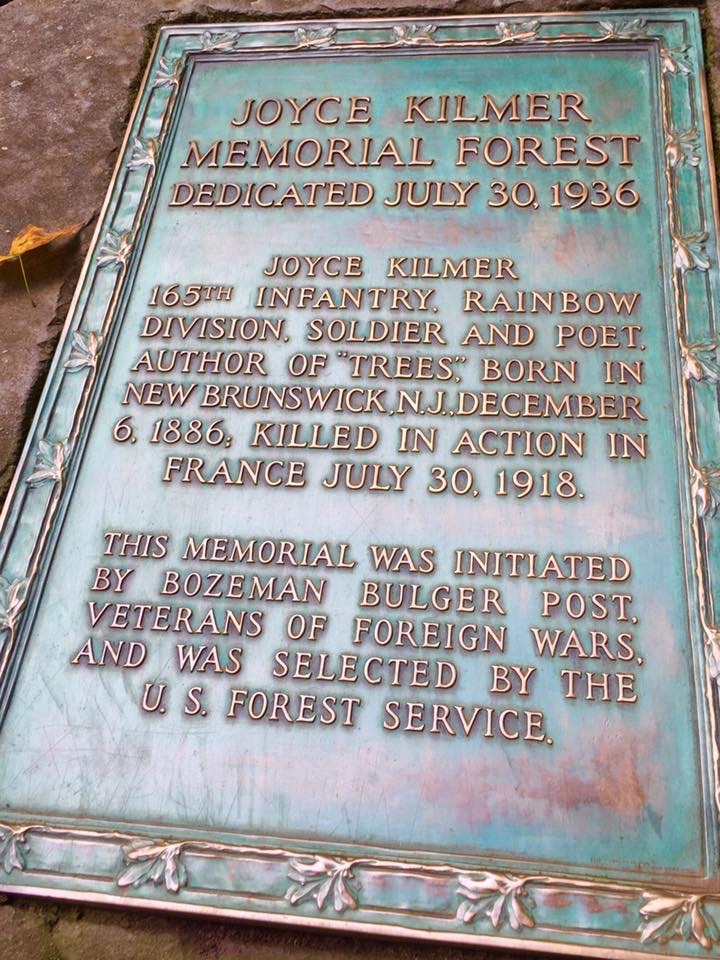 JOYCE KILMER
MEMORIAL FOREST
DEDICATED JULY 30, 1936
JOYCE KILMER
165TH INFANTRY, RAINBOW
DIVISION, SOLDIER AND POET,
AUTHOR OF "TREES", BORN IN
NEW BRUNSWICK, N.J., DECEMBER
6, 1886; KILLED IN ACTION IN
FRANCE JULY 30, 1918.
THIS MEMORIAL WAS INITIATED
BY BOZEMAN BULGER POST,
VETERANS OF FOREIGN WARS,
AND WAS SELECTED BY THE
U. S. FOREST SERVICE.